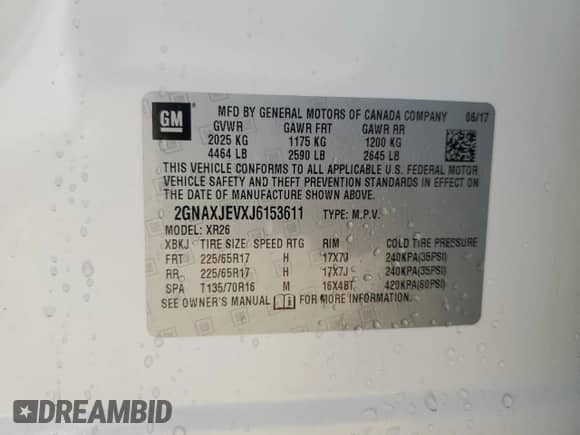 GM
MFD BY GENERAL MOTORS OF CANADA COMPANY 06/17
GVWR GAWR FRT GAWR RR
2025 KG 1175 KG 1200 KG
4464 LB 2590 LB 2645 LB
THIS VEHICLE CONFORMS TO ALL APPLICABLE U.S. FEDERAL MOTOR
VEHICLE SAFETY AND THEFT PREVENTION STANDARDS IN EFFECT ON
THE DATE OF MANUFACTURE SHOWN ABOVE.
2GNAXJEVXJ6153611 TYPE: M.P.V.
MODEL: XR26
XBKJ TIRE SIZE/ SPEED RTG RIM COLD TIRE PRESSURE
FRT 225/65R17 H 17X7J 240KPA(35PSI)
RR 225/65R17 H 17X7J 240KPA(35PSI)
SPA T135/70R16 M 16X4BT 420KPA(60PSI)
SEE OWNER'S MANUAL FOR MORE INFORMATION.
DREAMBID